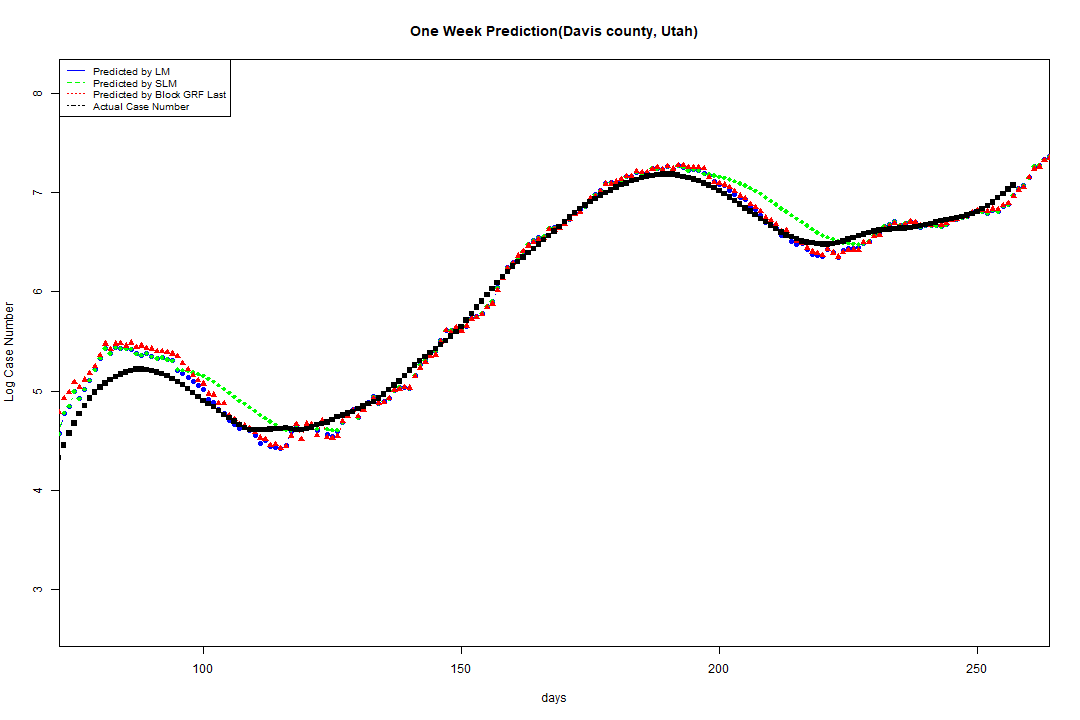 One Week Prediction(Davis county, Utah)
Predicted by LM
Predicted by SLM
Predicted by Block GRF Last
Actual Case Number
8
7
6
5
4
3
Log Case Number
100 150 200 250
days